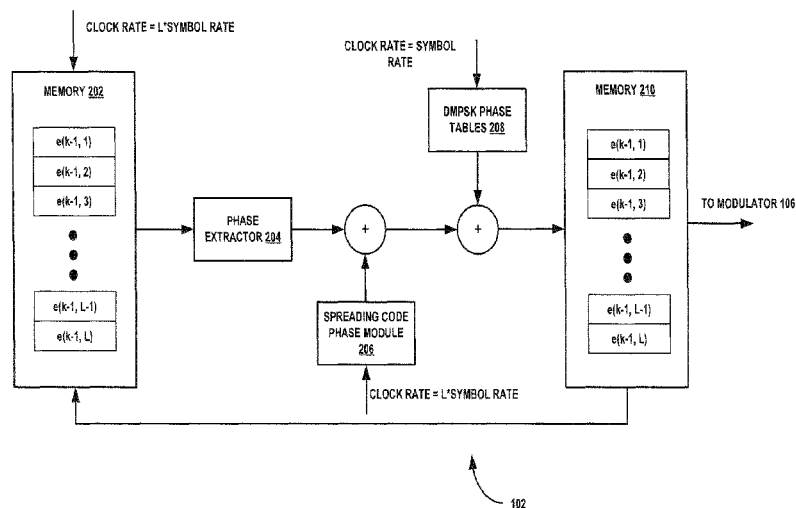 CLOCK RATE = L*SYMBOL RATE
MEMORY 202
e(k-1, 1)
e(k-1, 2)
e(k-1, 3)
e(k-1, L-1)
e(k-1, L)
PHASE
EXTRACTOR 204
+
SPREADING CODE
PHASE MODULE
206
CLOCK RATE = L*SYMBOL RATE
CLOCK RATE = SYMBOL
RATE
DMPSK PHASE
TABLES 208
+
MEMORY 210
e(k-1, 1)
e(k-1, 2)
e(k-1, 3)
e(k-1, L-1)
e(k-1, L)
TO MODULATOR 106
102